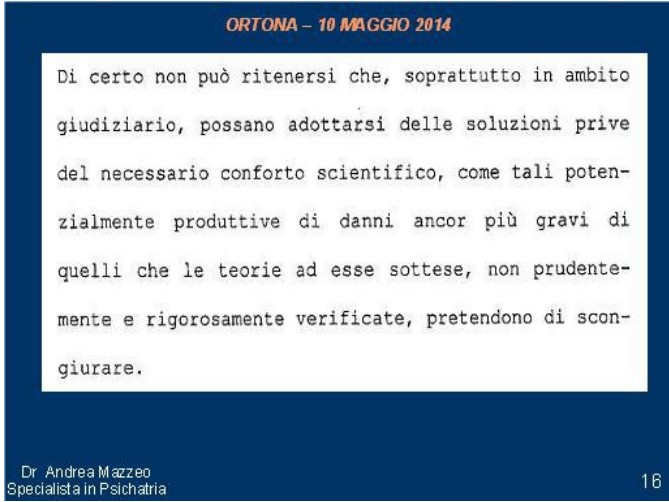 ORTONA – 10 MAGGIO 2014
Di certo non può ritenersi che, soprattutto in ambito
giudiziario, possano adottarsi delle soluzioni prive
del necessario conforto scientifico, come tali poten-
zialmente produttive di danni ancor più gravi di
quelli che le teorie ad esse sottese, non prudente-
mente e rigorosamente verificate, pretendono di scon-
giurare.
Dr Andrea Mazzeo
Specialista in Psichatria
16